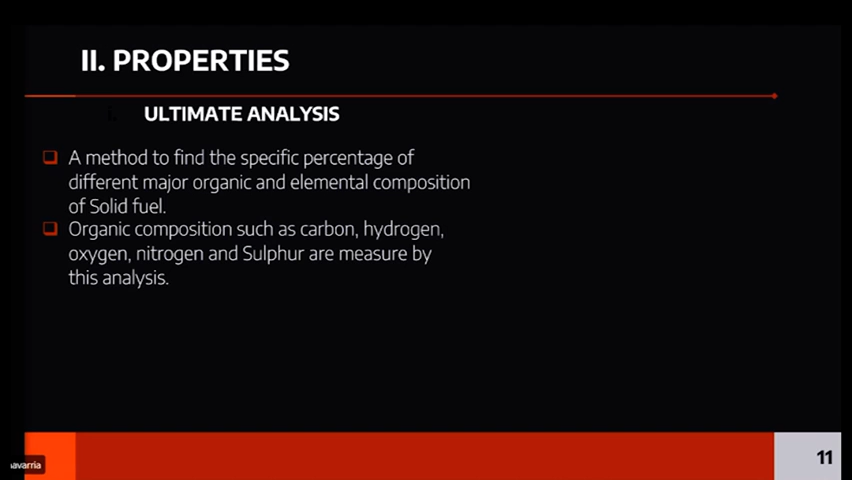 II. PROPERTIES
i. ULTIMATE ANALYSIS
A method to find the specific percentage of
different major organic and elemental composition
of Solid fuel.
Organic composition such as carbon, hydrogen,
oxygen, nitrogen and Sulphur are measure by
this analysis.
11